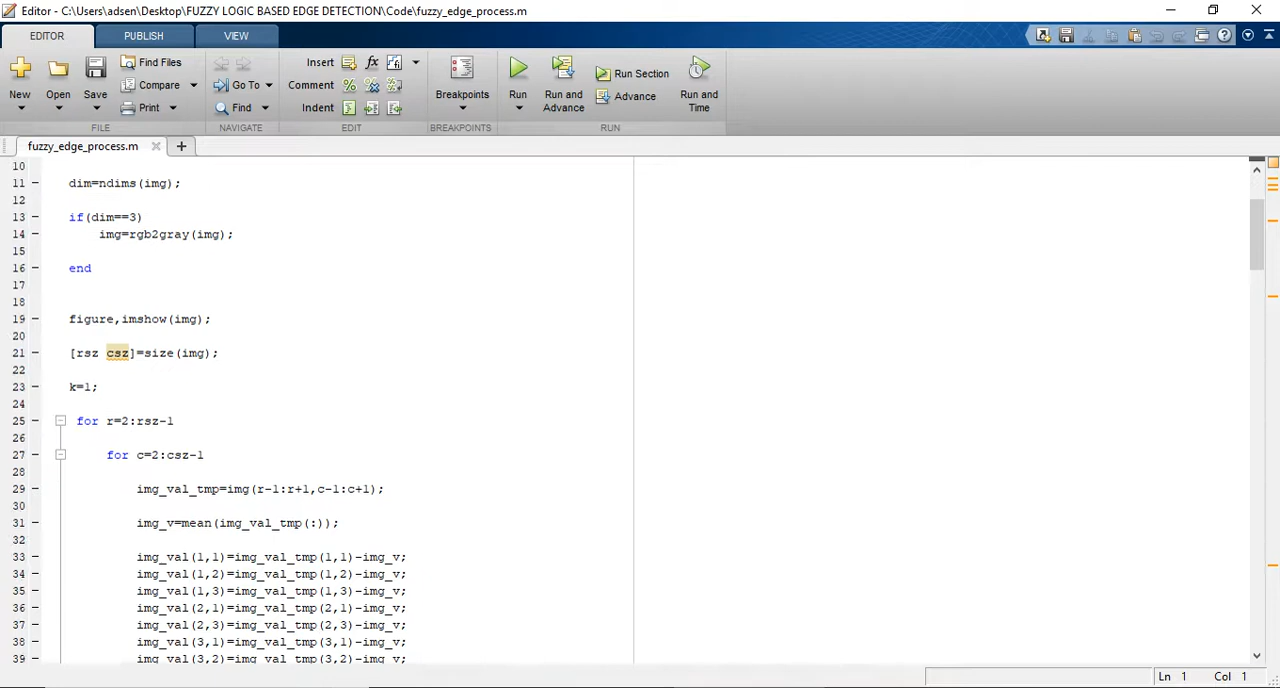 Editor - C:\Users\adsen\Desktop\FUZZY LOGIC BASED EDGE DETECTION\Code\fuzzy_edge_process.m
EDITOR PUBLISH VIEW
New Open Save Find Files Compare Print
Go To Find
Insert fx Comment Indent
Breakpoints
Run Run and Advance Run Section Advance Run and Time
FILE NAVIGATE EDIT BREAKPOINTS RUN
fuzzy_edge_process.m
10
11 dim=ndims(img);
12
13 if(dim==3)
14 img=rgb2gray(img);
15
16 end
17
18
19 figure,imshow(img);
20
21 [rsz csz]=size(img);
22
23 k=1;
24
25 for r=2:rsz-1
26
27 for c=2:csz-1
28
29 img_val_tmp=img(r-1:r+1,c-1:c+1);
30
31 img_v=mean(img_val_tmp(:));
32
33 img_val(1,1)=img_val_tmp(1,1)-img_v;
34 img_val(1,2)=img_val_tmp(1,2)-img_v;
35 img_val(1,3)=img_val_tmp(1,3)-img_v;
36 img_val(2,1)=img_val_tmp(2,1)-img_v;
37 img_val(2,3)=img_val_tmp(2,3)-img_v;
38 img_val(3,1)=img_val_tmp(3,1)-img_v;
39 img_val(3,2)=img_val_tmp(3,2)-img_v;
Ln 1 Col 1